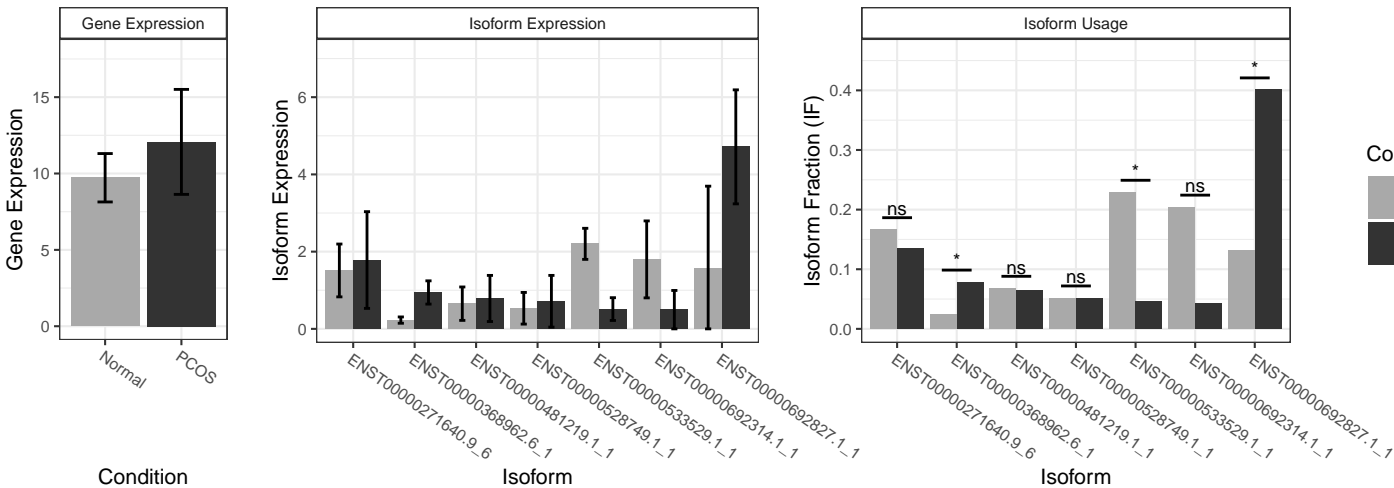 Gene Expression
Isoform Expression
Isoform Usage
Gene Expression
15
10
5
0
Normal
PCOS
Condition
Isoform Expression
6
4
2
0
ENST00000271640.9_6
ENST00000368962.6_1
ENST00000481219.1_1
ENST00000528749.1_1
ENST00000533529.1_1
ENST00000692314.1_1
ENST00000692827.1_1
Isoform
Isoform Fraction (IF)
0.4
0.3
0.2
0.1
0.0
ns
*
ns
ns
*
ns
*
ENST00000271640.9_6
ENST00000368962.6_1
ENST00000481219.1_1
ENST00000528749.1_1
ENST00000533529.1_1
ENST00000692314.1_1
ENST00000692827.1_1
Isoform
Co